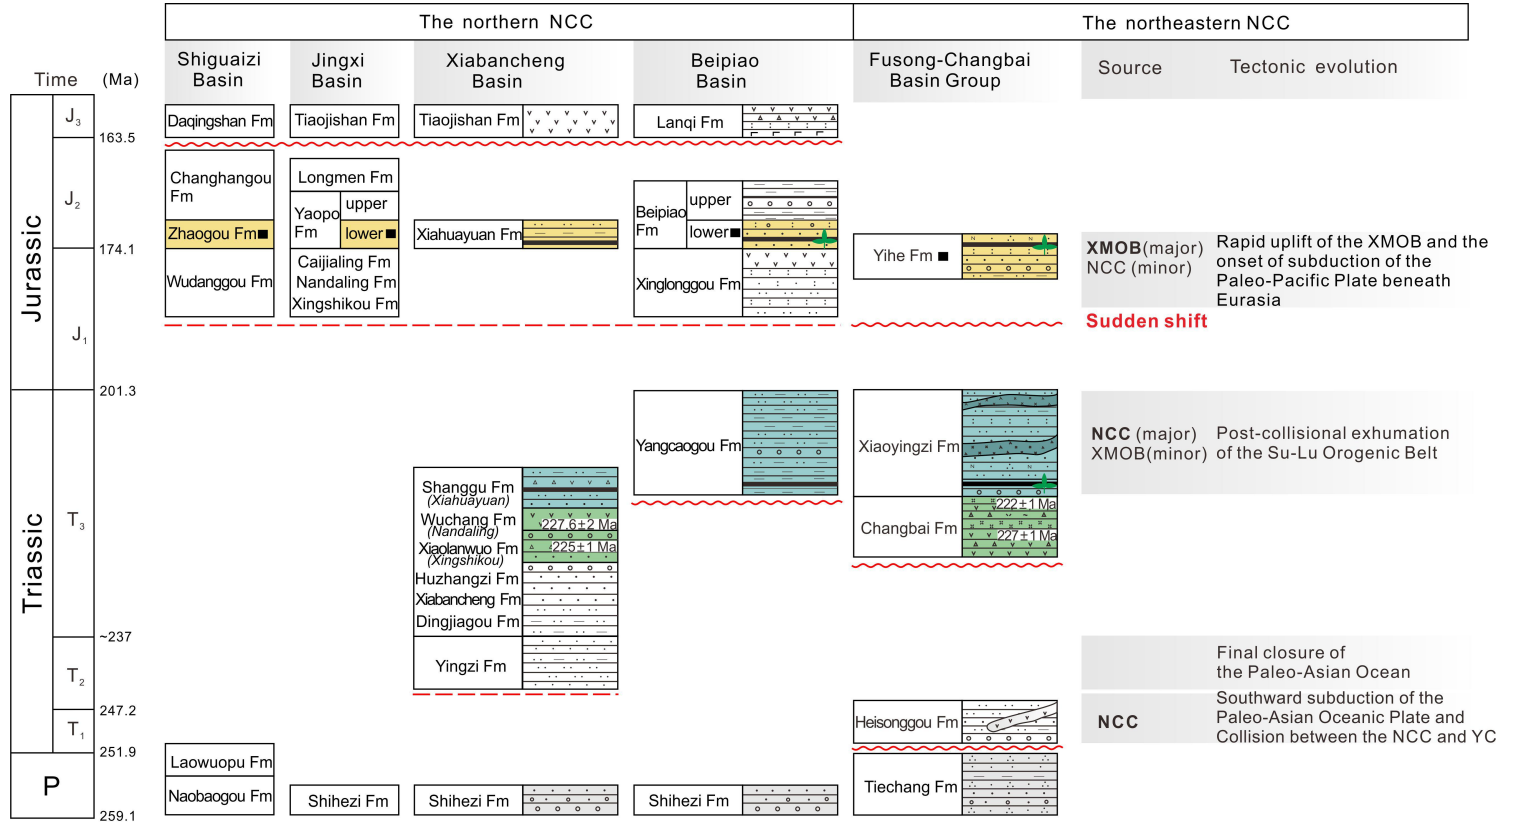 The northern NCC
The northeastern NCC
Time
(Ma)
Shiguaizi
Basin
Jingxi
Basin
Xiabancheng
Basin
Beipiao
Basin
Fusong-Changbai
Basin Group
Source
Tectonic evolution
Jurassic
J3
J2
J1
Triassic
T3
T2
T1
P
163.5
174.1
201.3
~237
247.2
251.9
259.1
Daqingshan Fm
Changhangou
Fm
Zhaogou Fm
Wudanggou Fm
Laowuopu Fm
Naobaogou Fm
Tiaojishan Fm
Longmen Fm
Yaopo
Fm
upper
lower
Caijialing Fm
Nandaling Fm
Xingshikou Fm
Shihezi Fm
Tiaojishan Fm
Xiahuayuan Fm
Shanggu Fm
(Xiahuayuan)
Wuchang Fm
(Nandaling)
227.6±2 Ma
Xiaolanwuo Fm
(Xingshikou)
225±1 Ma
Huzhangzi Fm
Xiabancheng Fm
Dingjiagou Fm
Yingzi Fm
Shihezi Fm
Lanqi Fm
Beipiao
Fm
upper
lower
Xinglonggou Fm
Yangcaogou Fm
Shihezi Fm
Yihe Fm
Xiaoyingzi Fm
Changbai Fm
222±1 Ma
227±1 Ma
Heisonggou Fm
Tiechang Fm
XMOB(major)
NCC (minor)
Rapid uplift of the XMOB and the
onset of subduction of the
Paleo-Pacific Plate beneath
Eurasia
Sudden shift
NCC (major)
XMOB(minor)
Post-collisional exhumation
of the Su-Lu Orogenic Belt
Final closure of
the Paleo-Asian Ocean
NCC
Southward subduction of the
Paleo-Asian Oceanic Plate and
Collision between the NCC and YC